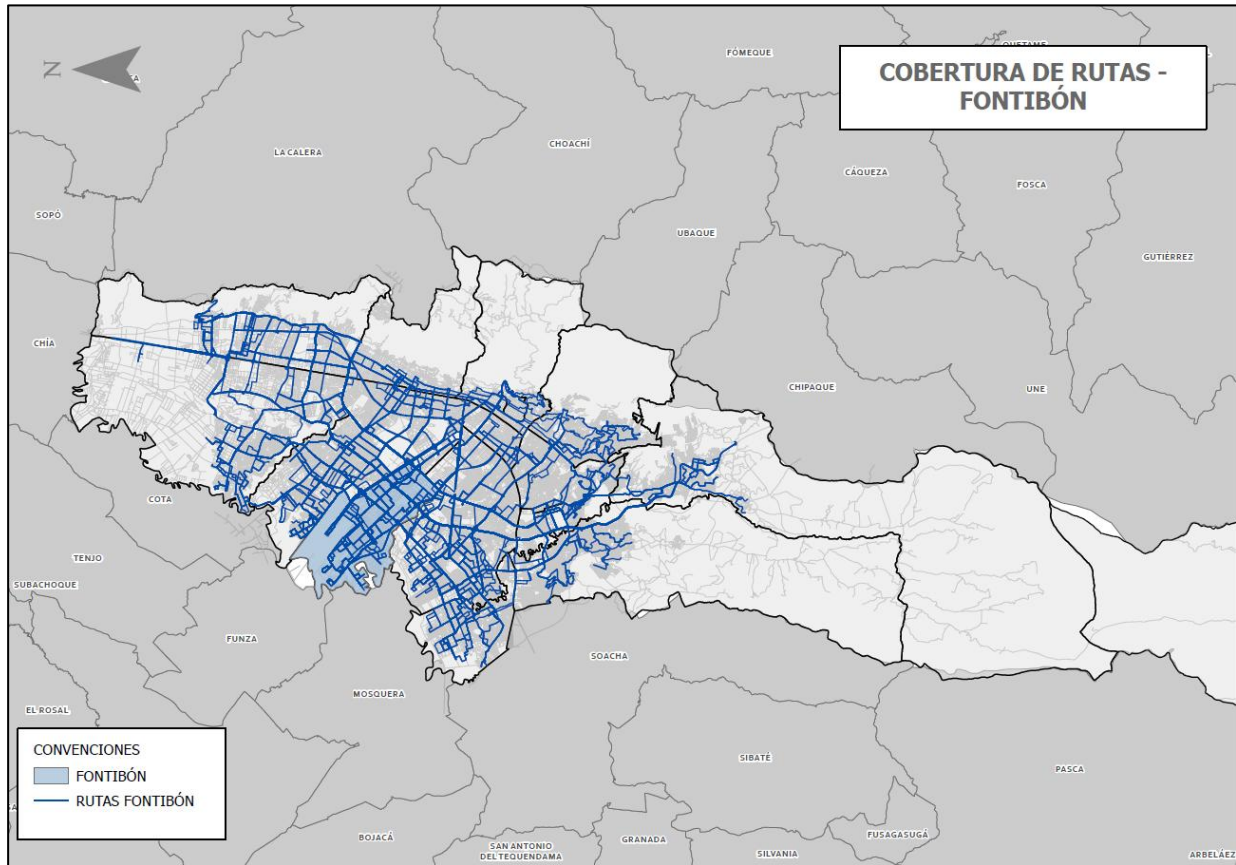 FÓMEQUE
QUETAME
COBERTURA DE RUTAS -
FONTIBÓN
N
LA CALERA
CHOACHÍ
CÁQUEZA
FOSCA
SOPÓ
UBAQUE
GUTIÉRREZ
CHÍA
CHIPAQUE
UNE
COTA
TENJO
SUBACHOQUE
FUNZA
SOACHA
MOSQUERA
EL ROSAL
SIBATÉ
PASCA
CONVENCIONES
FONTIBÓN
RUTAS FONTIBÓN
BOJACÁ
SAN ANTONIO
DEL TEQUENDAMA
GRANADA
SILVANIA
FUSAGASUGÁ
ARBELÁEZ